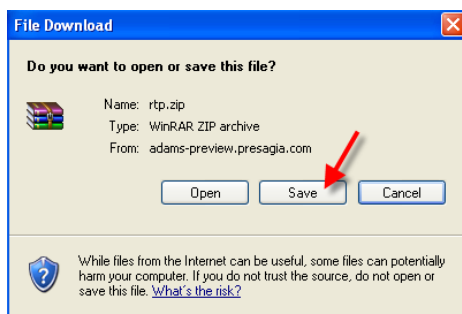 File Download
Do you want to open or save this file?
Name: rtp.zip
Type: WinRAR ZIP archive
From: adams-preview.presagia.com
Open Save Cancel
While files from the Internet can be useful, some files can potentially
harm your computer. If you do not trust the source, do not open or
save this file. What's the risk?